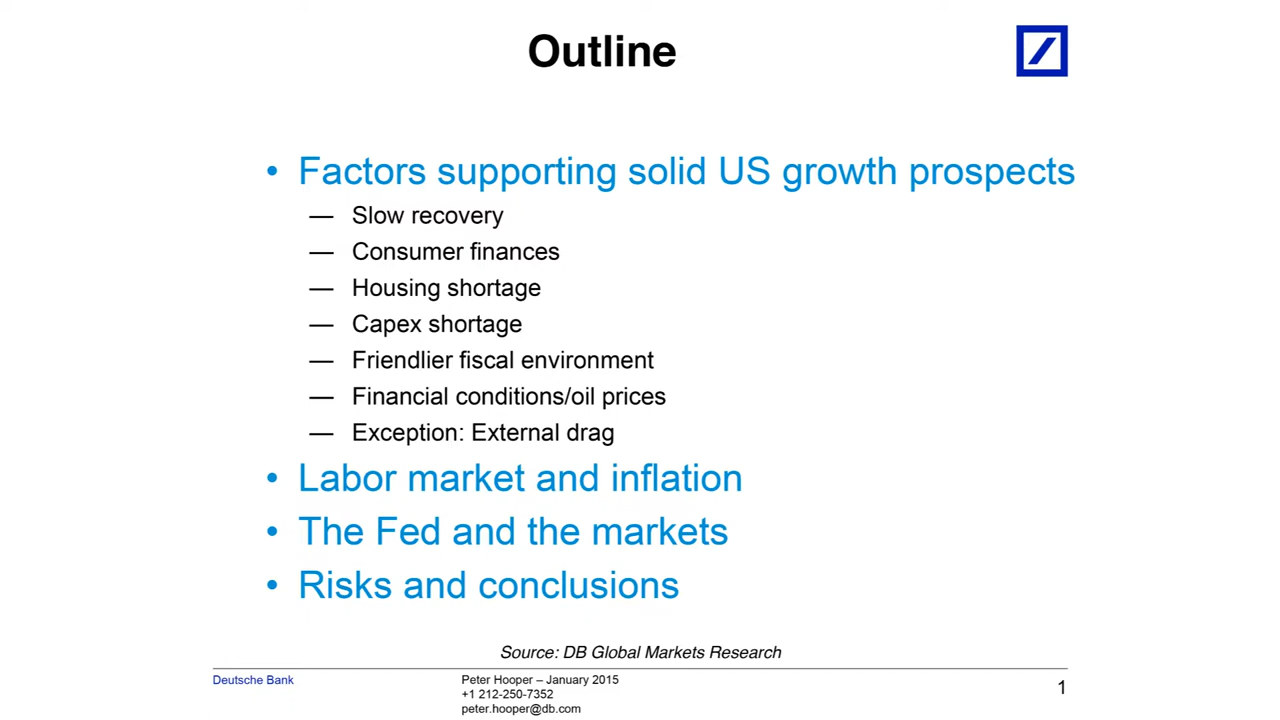 Outline
• Factors supporting solid US growth prospects
— Slow recovery
— Consumer finances
— Housing shortage
— Capex shortage
— Friendlier fiscal environment
— Financial conditions/oil prices
— Exception: External drag
• Labor market and inflation
• The Fed and the markets
• Risks and conclusions
Source: DB Global Markets Research
Deutsche Bank
Peter Hooper – January 2015
+1 212-250-7352
peter.hooper@db.com
1